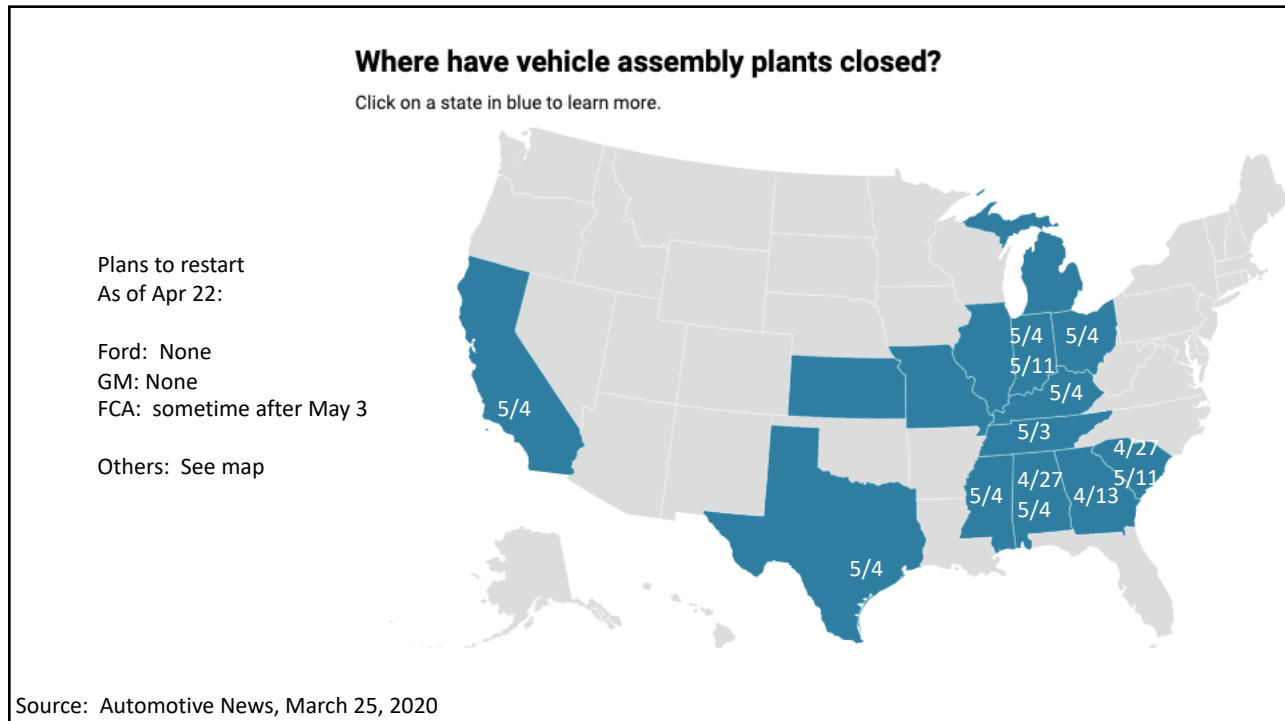 Where have vehicle assembly plants closed?
Click on a state in blue to learn more.
Plans to restart
As of Apr 22:
Ford:  None
GM: None
FCA:  sometime after May 3
Others:  See map
5/4
5/4
5/11
5/4
5/4
5/3
4/27
5/11
5/4
4/27
5/4
4/13
5/4
Source:  Automotive News, March 25, 2020